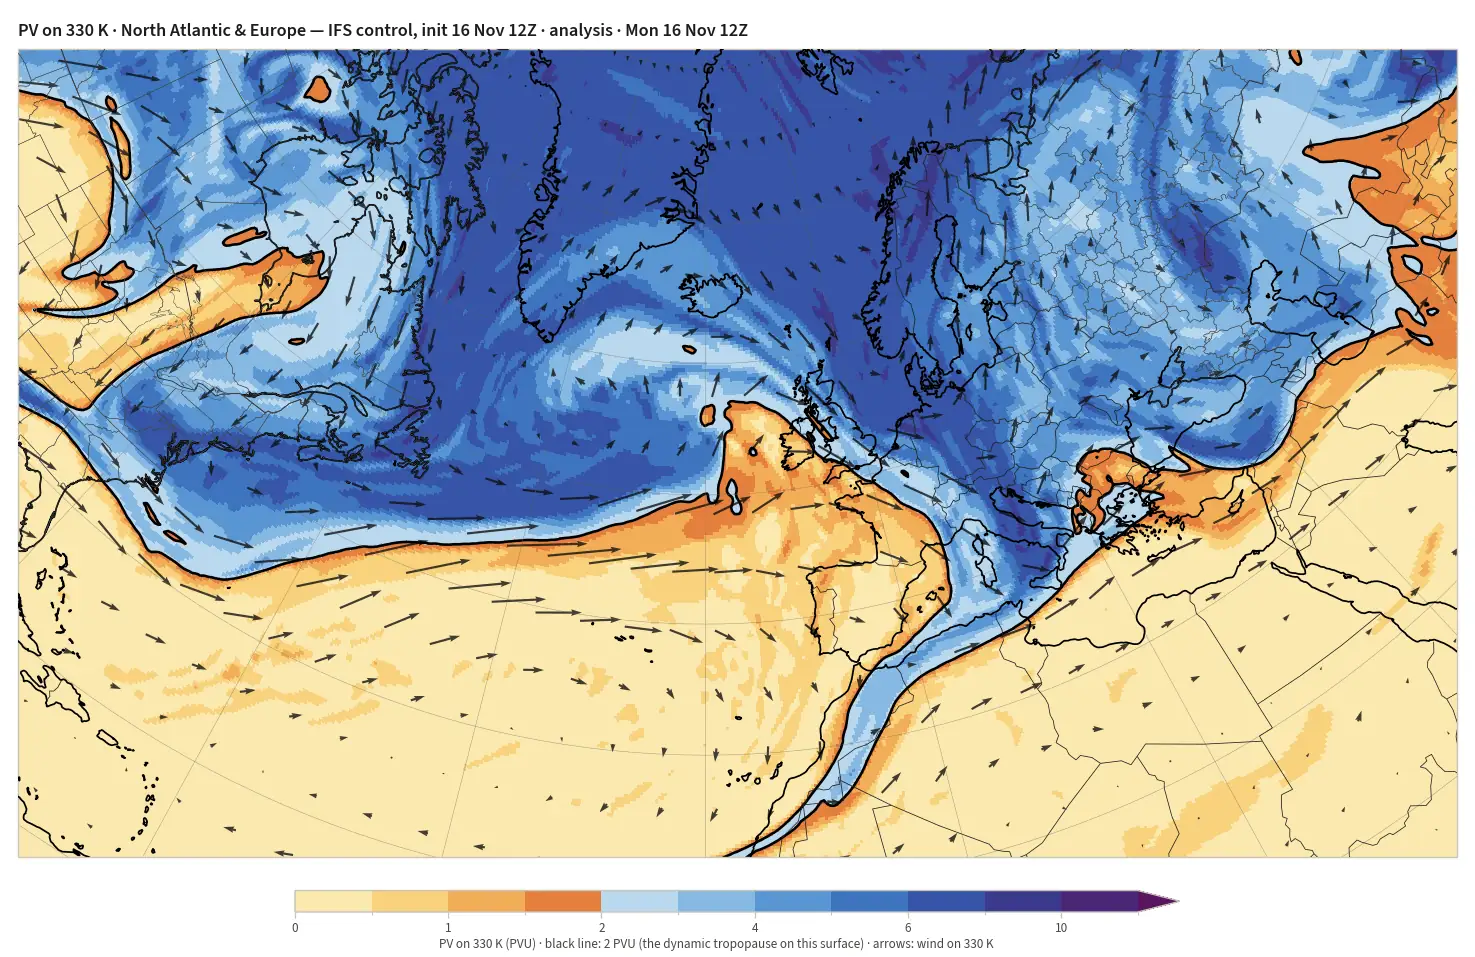 PV on 330 K · North Atlantic & Europe — IFS control, init 16 Nov 12Z · analysis · Mon 16 Nov 12Z
0 1 2 4 6 10
PV on 330 K (PVU) · black line: 2 PVU (the dynamic tropopause on this surface) · arrows: wind on 330 K